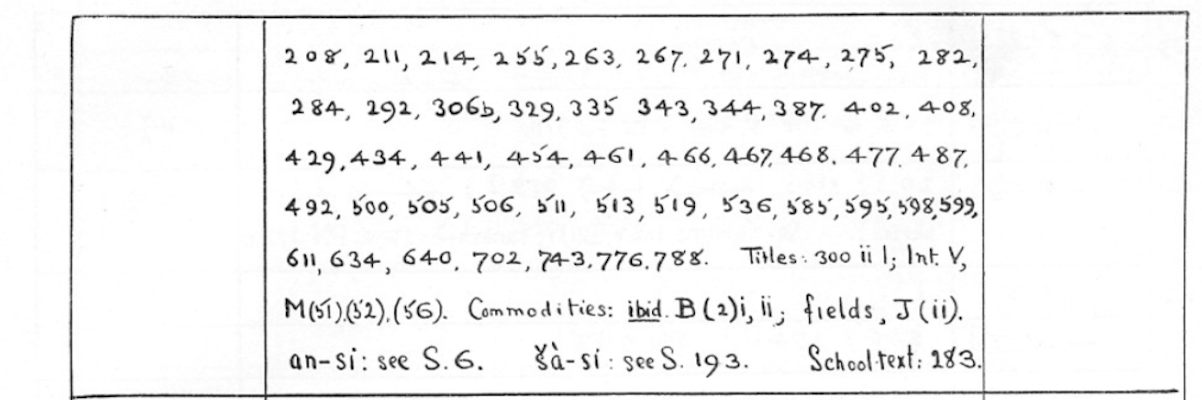 208, 211, 214, 255, 263, 267, 271, 274, 275, 282,
284, 292, 306b, 329, 335 343, 344, 387. 402, 408,
429, 434, 441, 454, 461, 466, 467, 468. 477. 487.
492, 500, 505, 506, 511, 513, 519, 536, 585, 595, 598, 599,
611, 634, 640, 702, 743, 776, 788. Titles: 300 ii 1; Int. V,
M(51),(52),(56). Commodities: ibid. B(2)i, ii; fields, J(ii).
an-si: see S.6. ğà-si: see S. 193. School text: 283.